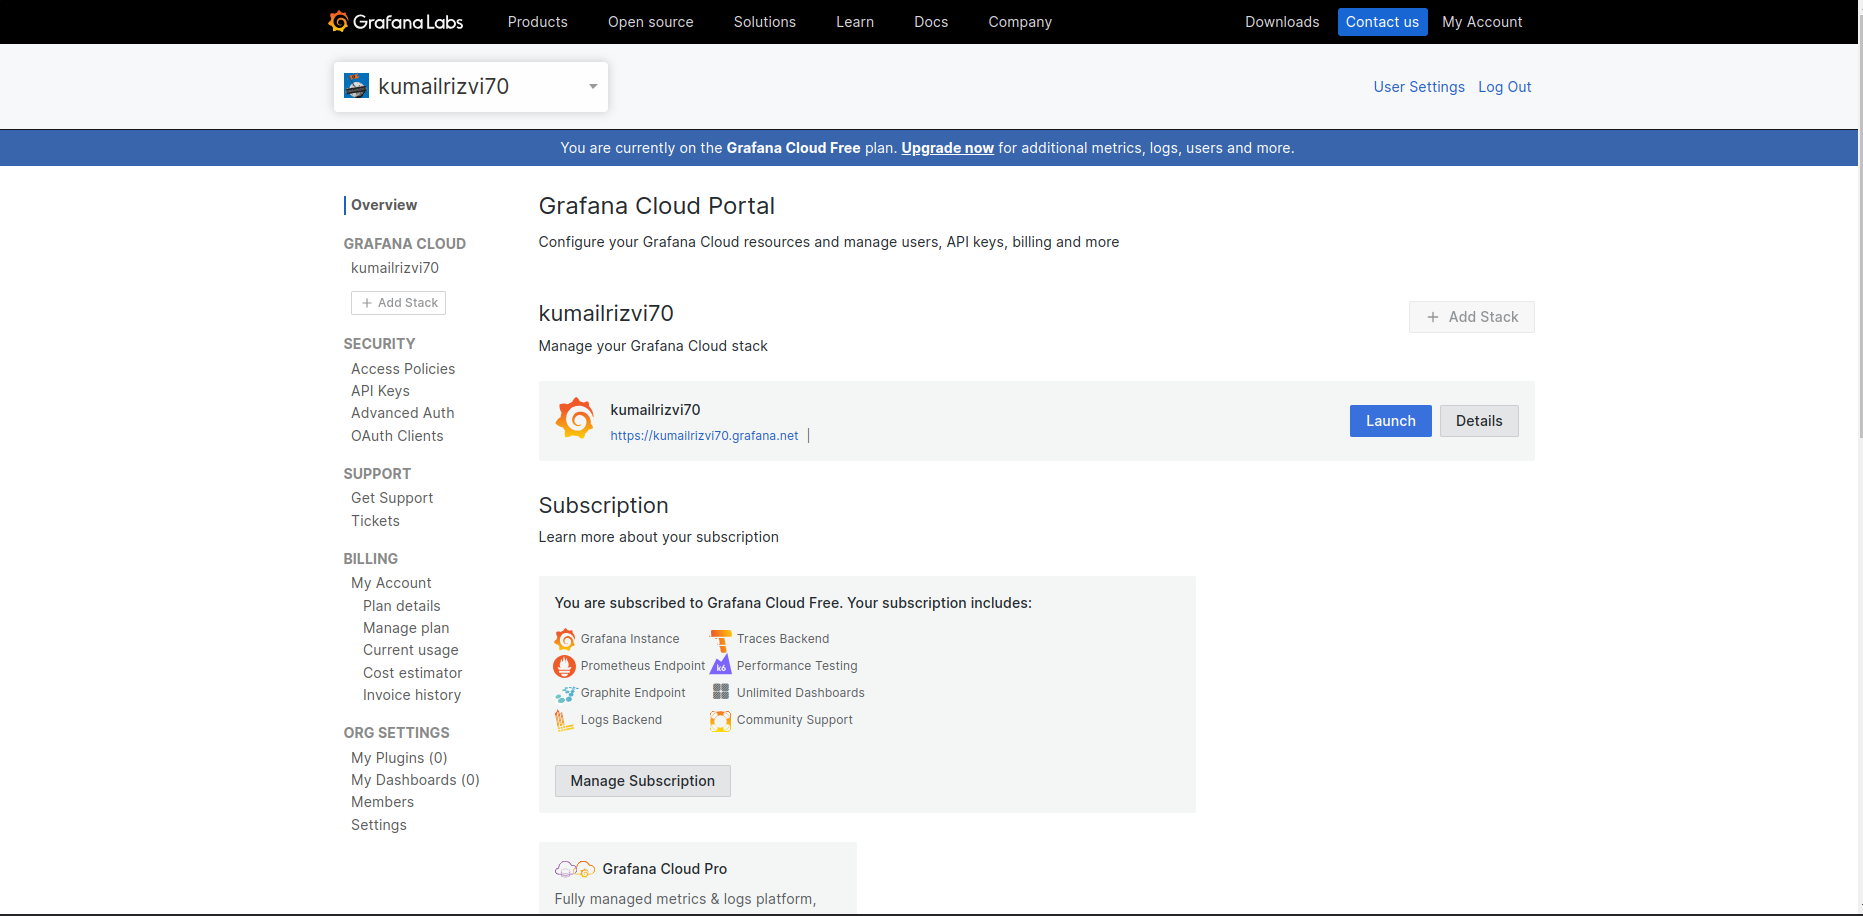 Grafana Labs Products Open source Solutions Learn Docs Company Downloads Contact us My Account
kumailrizvi70
User Settings Log Out
You are currently on the Grafana Cloud Free plan. Upgrade now for additional metrics, logs, users and more.
Overview
GRAFANA CLOUD
kumailrizvi70
+ Add Stack
SECURITY
Access Policies
API Keys
Advanced Auth
OAuth Clients
SUPPORT
Get Support
Tickets
BILLING
My Account
Plan details
Manage plan
Current usage
Cost estimator
Invoice history
ORG SETTINGS
My Plugins (0)
My Dashboards (0)
Members
Settings
Grafana Cloud Portal
Configure your Grafana Cloud resources and manage users, API keys, billing and more
kumailrizvi70
+ Add Stack
Manage your Grafana Cloud stack
kumailrizvi70
https://kumailrizvi70.grafana.net |
Launch Details
Subscription
Learn more about your subscription
You are subscribed to Grafana Cloud Free. Your subscription includes:
Grafana Instance Traces Backend
Prometheus Endpoint k6 Performance Testing
Graphite Endpoint Unlimited Dashboards
Logs Backend Community Support
Manage Subscription
Grafana Cloud Pro
Fully managed metrics & logs platform,